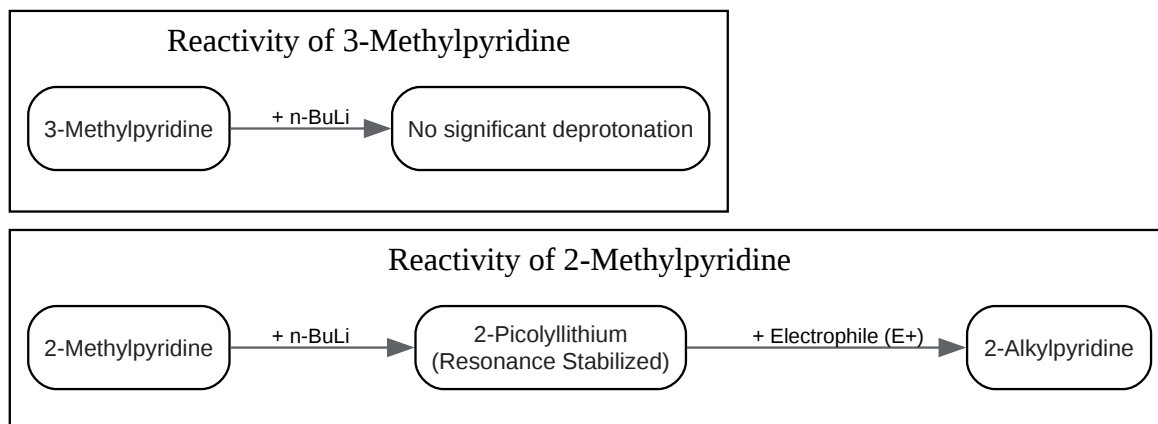 Reactivity of 3-Methylpyridine
3-Methylpyridine
+ n-BuLi
No significant deprotonation
Reactivity of 2-Methylpyridine
2-Methylpyridine
+ n-BuLi
2-Picolyllithium
(Resonance Stabilized)
+ Electrophile (E+)
2-Alkylpyridine